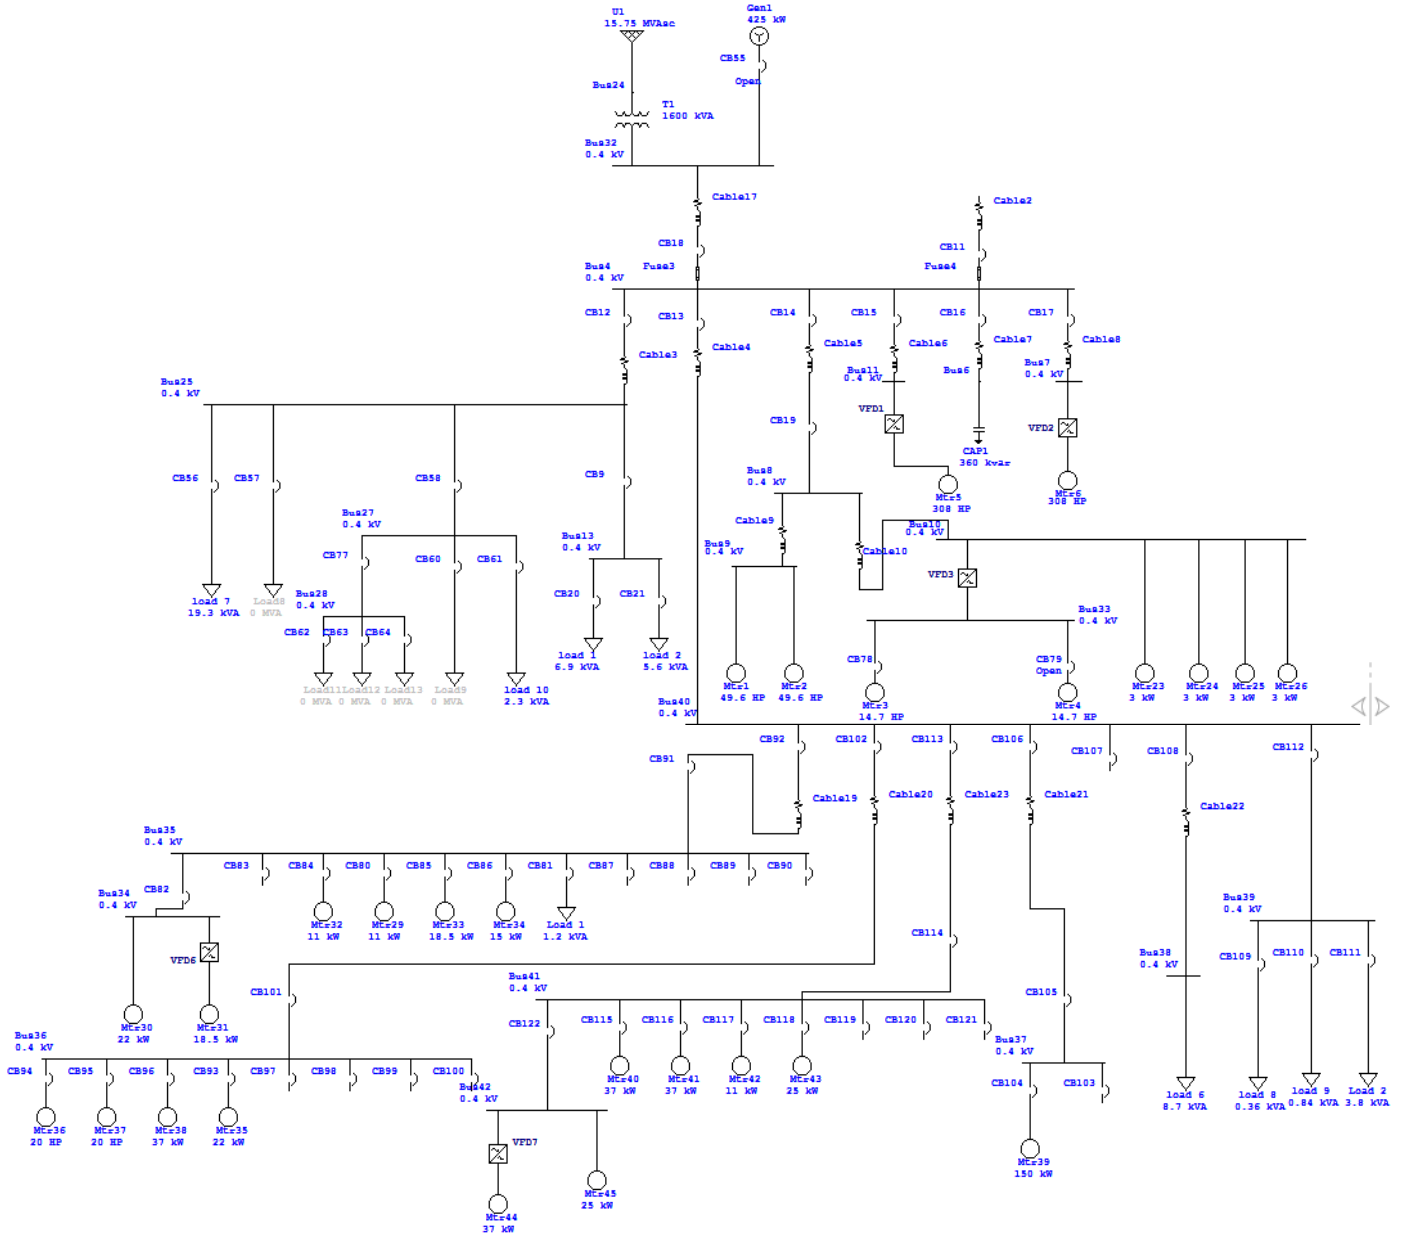 U1
15.75 MVAsc
Gen1
425 kW
CB55
Open
Bus24
T1
1600 kVA
Bus32
0.4 kV
Cable17
Cable2
CB18
CB11
Bus4
0.4 kV
Fuse3
Fuse4
CB12
CB13
CB14
CB15
CB16
CB17
Cable3
Cable4
Cable5
Cable6
Cable7
Cable8
Bus11
0.4 kV
Bus6
Bus7
0.4 kV
Bus25
0.4 kV
VFD1
VFD2
CB19
CAP1
360 kvar
CB56
CB57
CB58
CB9
Bus8
0.4 kV
Mtr5
308 HP
Mtr6
308 HP
Bus27
0.4 kV
Cable9
Bus10
0.4 kV
Bus13
0.4 kV
Bus9
0.4 kV
Cable10
CB77
CB60
CB61
VFD3
Bus28
0.4 kV
load 7
19.3 kVA
Load8
0 MVA
CB20
CB21
Bus33
0.4 kV
CB62
CB63
CB64
load 1
6.9 kVA
load 2
5.6 kVA
CB78
CB79
Open
Load11
0 MVA
Load12
0 MVA
Load13
0 MVA
Load9
0 MVA
load 10
2.3 kVA
Mtr1
49.6 HP
Mtr2
49.6 HP
Mtr3
14.7 HP
Mtr4
14.7 HP
Mtr23
3 kW
Mtr24
3 kW
Mtr25
3 kW
Mtr26
3 kW
Bus40
0.4 kV
CB91
CB92
CB102
CB113
CB106
CB107
CB108
CB112
Cable19
Cable20
Cable23
Cable21
Cable22
Bus35
0.4 kV
CB82
CB83
CB84
CB80
CB85
CB86
CB81
CB87
CB88
CB89
CB90
Bus34
0.4 kV
Mtr32
11 kW
Mtr29
11 kW
Mtr33
18.5 kW
Mtr34
15 kW
Load 1
1.2 kVA
Bus39
0.4 kV
CB114
VFD6
Bus38
0.4 kV
CB109
CB110
CB111
Bus41
0.4 kV
CB101
CB105
Mtr30
22 kW
Mtr31
18.5 kW
CB122
CB115
CB116
CB117
CB118
CB119
CB120
CB121
Bus36
0.4 kV
Bus37
0.4 kV
CB94
CB95
CB96
CB93
CB97
CB98
CB99
CB100
Bus42
0.4 kV
Mtr40
37 kW
Mtr41
37 kW
Mtr42
11 kW
Mtr43
25 kW
CB104
CB103
load 6
8.7 kVA
load 8
0.36 kVA
load 9
0.84 kVA
Load 2
3.8 kVA
Mtr36
20 HP
Mtr37
20 HP
Mtr38
37 kW
Mtr35
22 kW
VFD7
Mtr39
150 kW
Mtr45
25 kW
Mtr44
37 kW